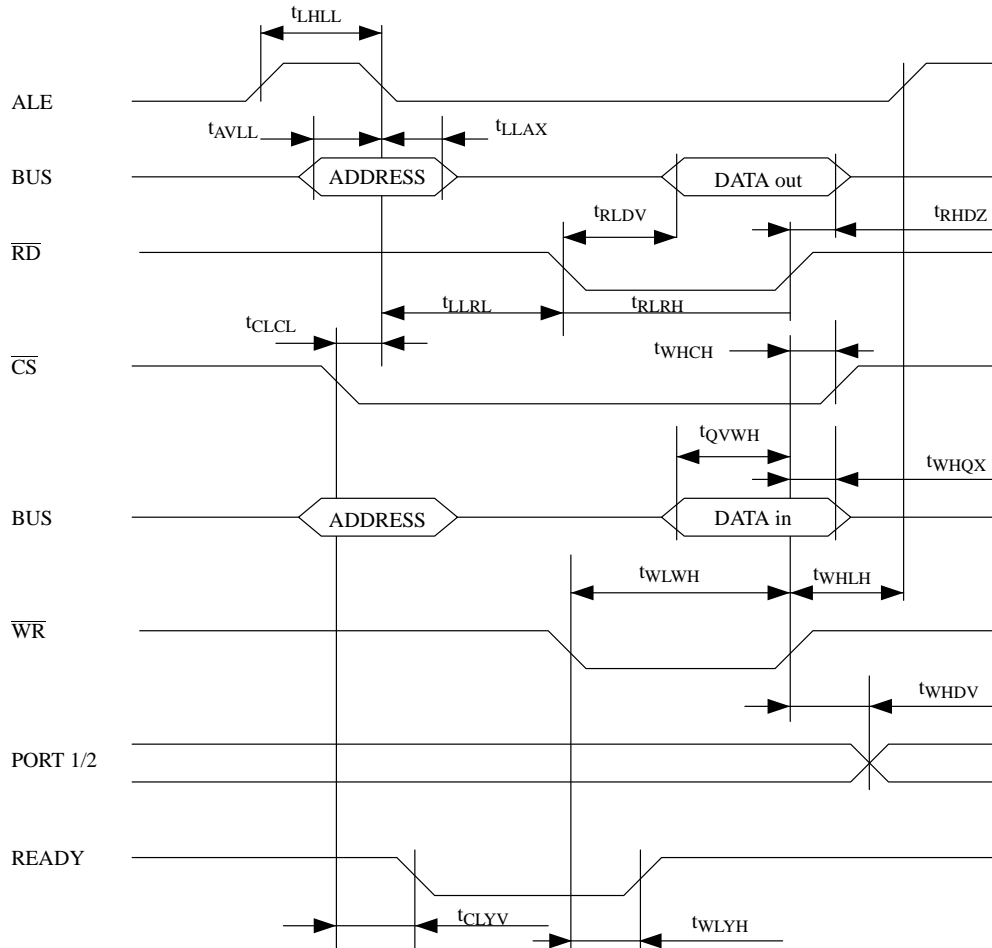 tLHLL
ALE
tAVLL
tLLAX
BUS
ADDRESS
DATA out
tRLDV
tRHDZ
RD
tLLRL
tRLRH
tCLCL
tWHCH
CS
tQVWH
tWHQX
BUS
ADDRESS
DATA in
tWLWH
tWHLH
WR
tWHDV
PORT 1/2
READY
tCLYV
tWLYH